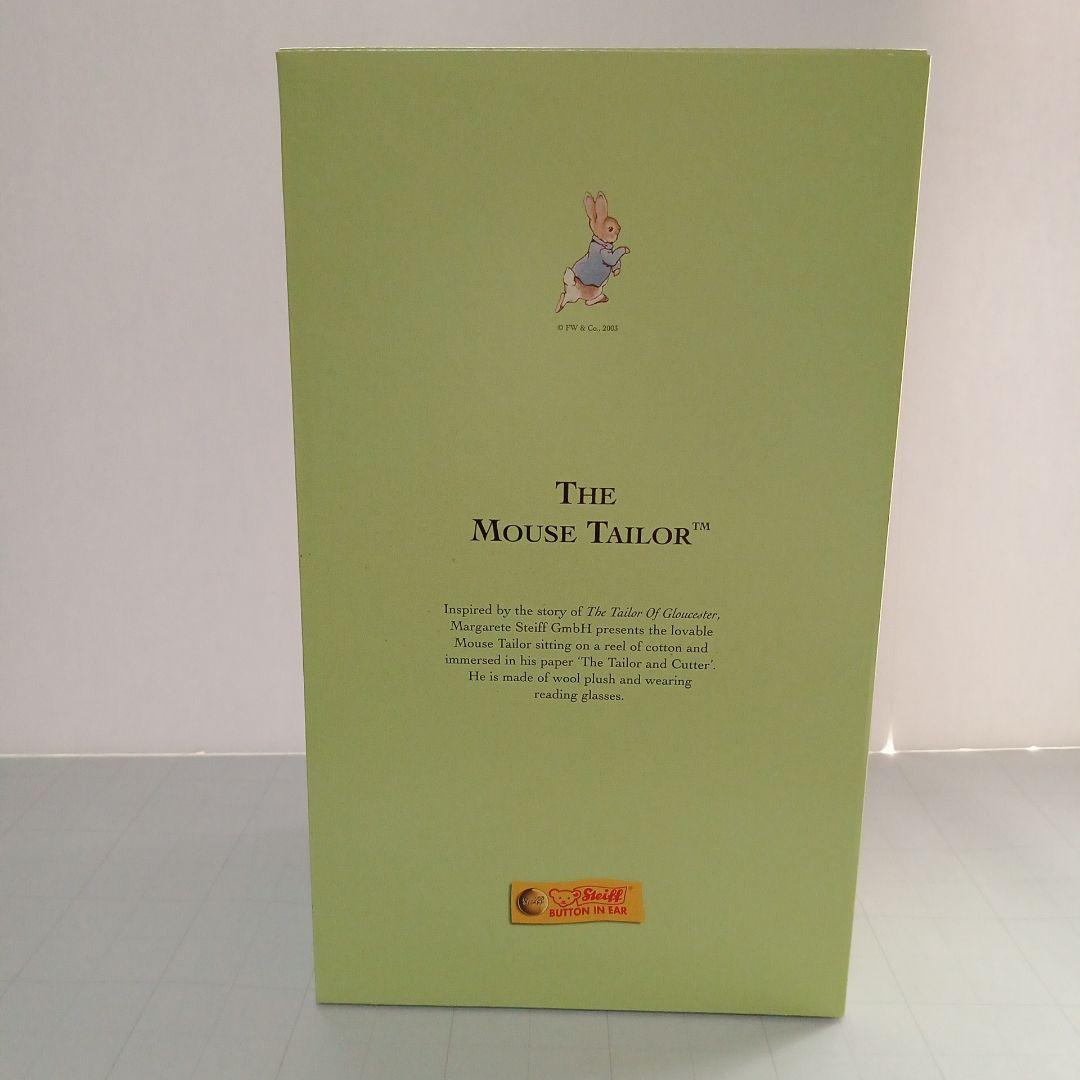 © FW & Co., 2003
THE
MOUSE TAILOR™
Inspired by the story of The Tailor Of Gloucester,
Margarete Steiff GmbH presents the lovable
Mouse Tailor sitting on a reel of cotton and
immersed in his paper ‘The Tailor and Cutter’.
He is made of wool plush and wearing
reading glasses.
Steiff Steiff®
BUTTON IN EAR